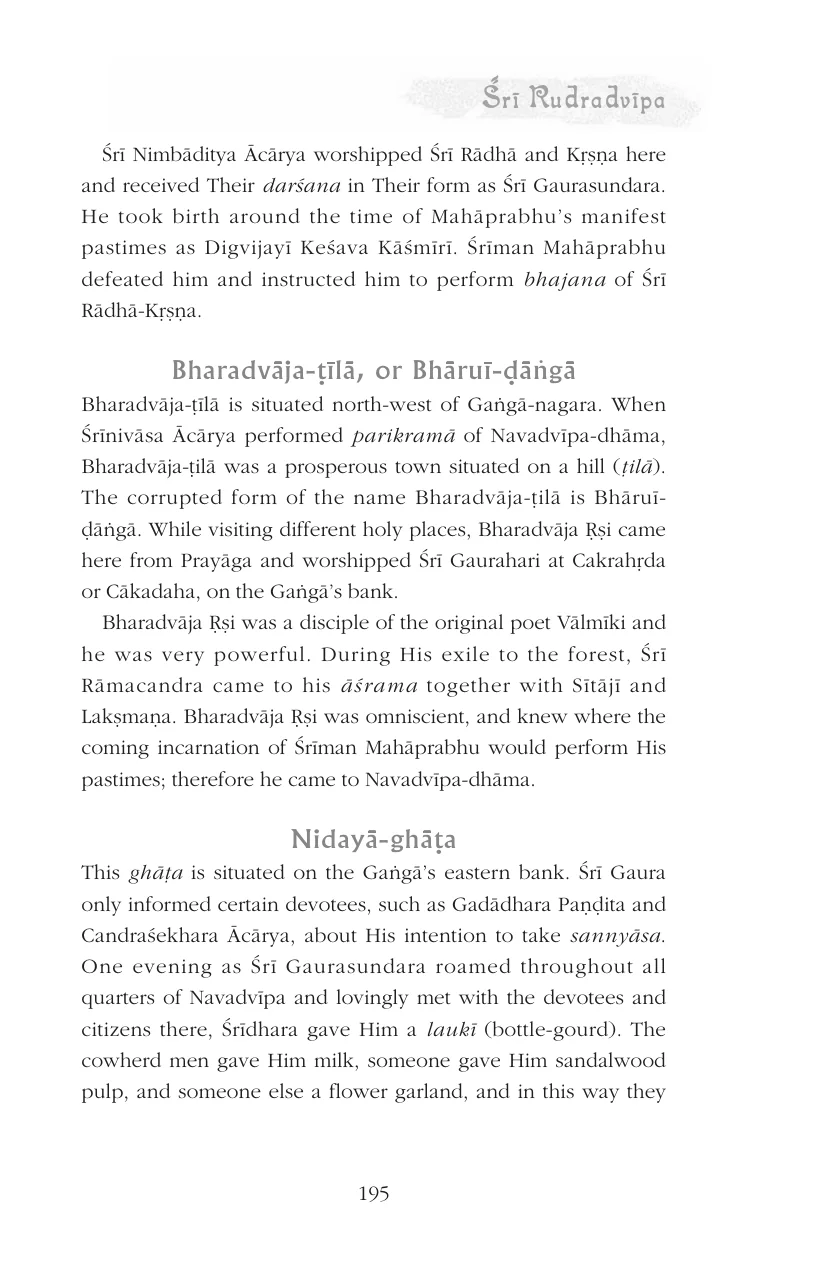 Śrī Rudradvīpa
Śrī Nimbāditya Ācārya worshipped Śrī Rādhā and Kṛṣṇa here
and received Their darśana in Their form as Śrī Gaurasundara.
He took birth around the time of Mahāprabhu’s manifest
pastimes as Digvijayī Keśava Kāśmīrī. Śrīman Mahāprabhu
defeated him and instructed him to perform bhajana of Śrī
Rādhā-Kṛṣṇa.
Bharadvāja-ṭīlā, or Bhāruī-ḍāṅgā
Bharadvāja-ṭīlā is situated north-west of Gaṅgā-nagara. When
Śrīnivāsa Ācārya performed parikramā of Navadvīpa-dhāma,
Bharadvāja-ṭilā was a prosperous town situated on a hill (ṭilā).
The corrupted form of the name Bharadvāja-ṭilā is Bhāruī-
ḍāṅgā. While visiting different holy places, Bharadvāja Ṛṣi came
here from Prayāga and worshipped Śrī Gaurahari at Cakrahṛda
or Cākadaha, on the Gaṅgā’s bank.
Bharadvāja Ṛṣi was a disciple of the original poet Vālmīki and
he was very powerful. During His exile to the forest, Śrī
Rāmacandra came to his āśrama together with Sītājī and
Lakṣmaṇa. Bharadvāja Ṛṣi was omniscient, and knew where the
coming incarnation of Śrīman Mahāprabhu would perform His
pastimes; therefore he came to Navadvīpa-dhāma.
Nidayā-ghāṭa
This ghāṭa is situated on the Gaṅgā’s eastern bank. Śrī Gaura
only informed certain devotees, such as Gadādhara Paṇḍita and
Candraśekhara Ācārya, about His intention to take sannyāsa.
One evening as Śrī Gaurasundara roamed throughout all
quarters of Navadvīpa and lovingly met with the devotees and
citizens there, Śrīdhara gave Him a laukī (bottle-gourd). The
cowherd men gave Him milk, someone gave Him sandalwood
pulp, and someone else a flower garland, and in this way they
195